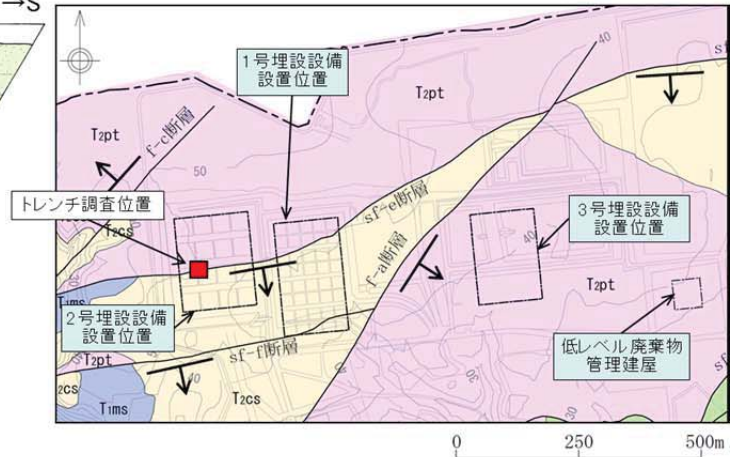 →S
1号埋設設備
設置位置
T2pt
40
sf
f-c断層
T2pt
50
sf-e断層
トレンチ調査位置
T2cs
3号埋設設備
設置位置
40
f-a断層
T2pt
T1ms
2号埋設設備
設置位置
T2pt
sf-f断層
低レベル廃棄物
管理建屋
40
2cs
T1ms
T2cs
30
0 250 500m